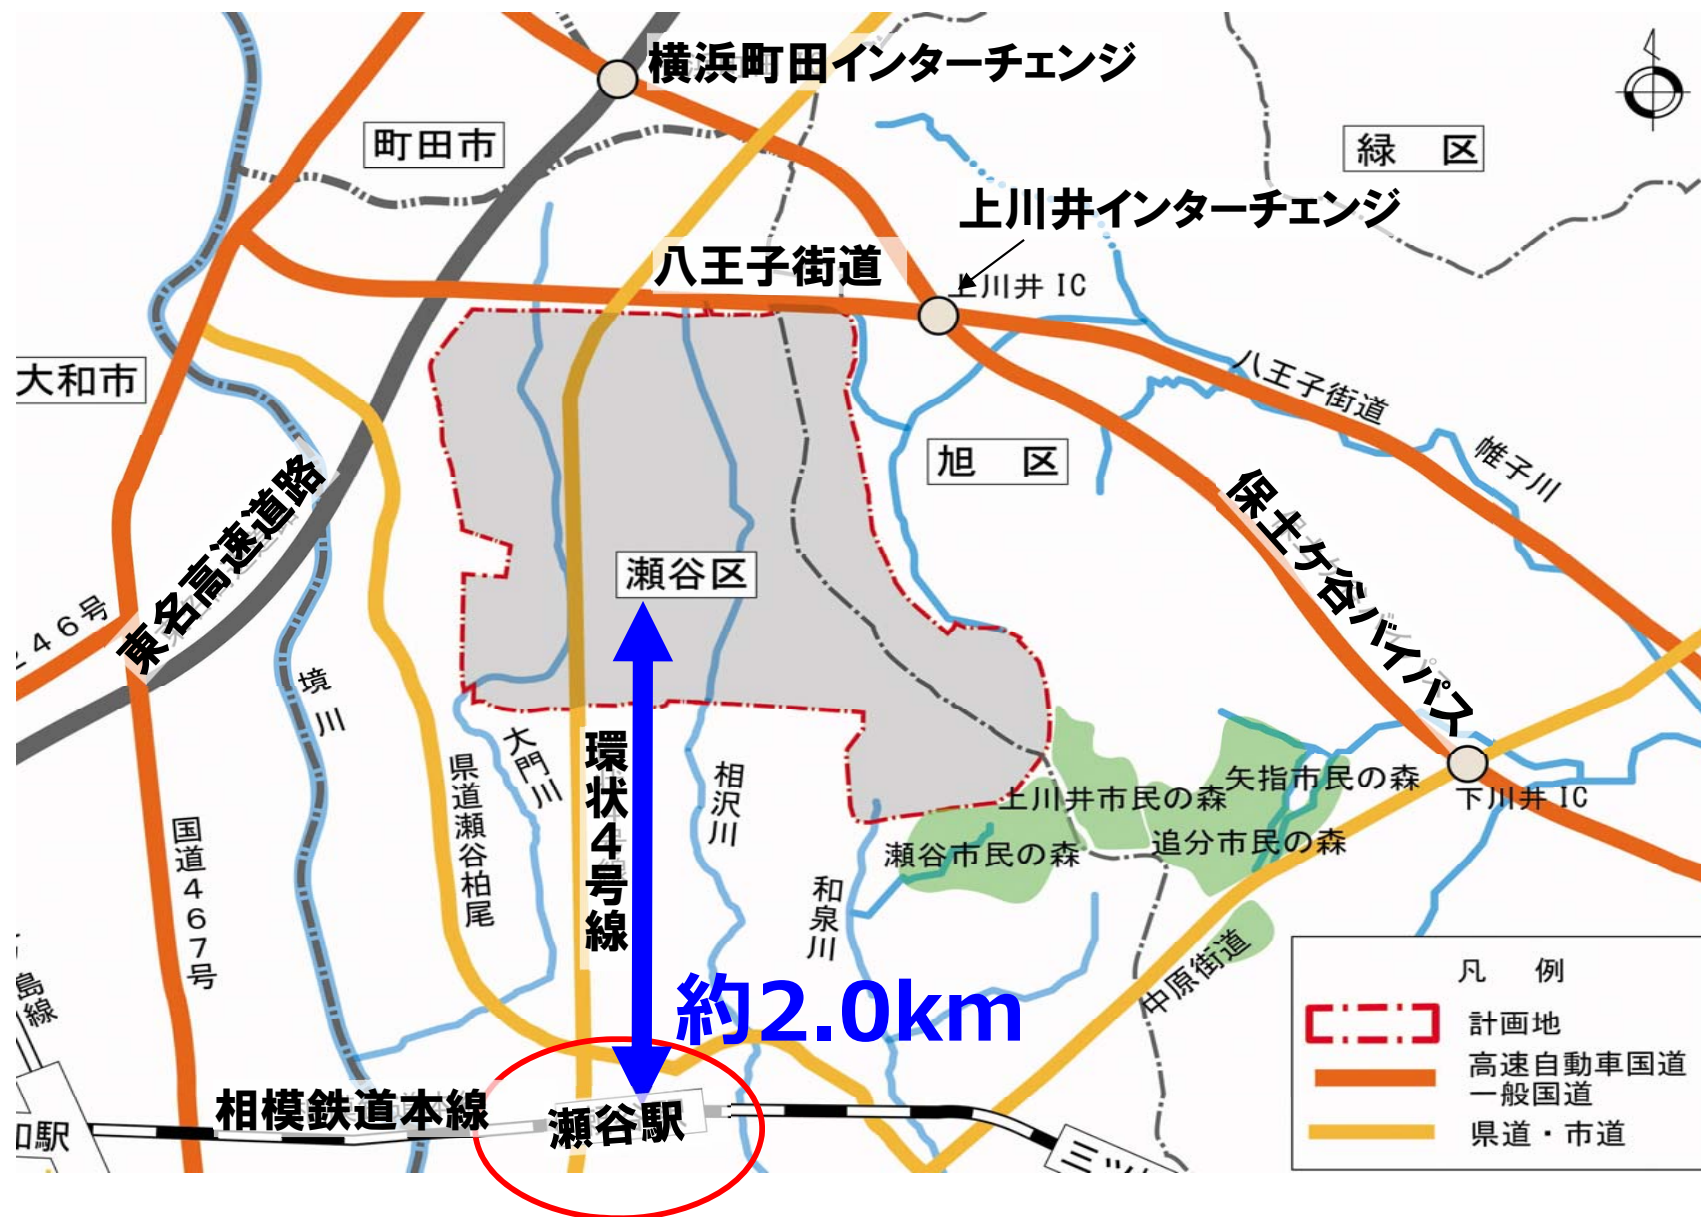 横浜町田インターチェンジ
町田市
緑 区
上川井インターチェンジ
八王子街道
上川井 IC
大和市
八王子街道
旭 区
帷子川
東名高速道路
保土ケ谷バイパス
瀬谷区
246号
境川
大門川
環状4号線
県道瀬谷柏尾
相沢川
矢指市民の森
上川井市民の森
下川井 IC
国道467号
瀬谷市民の森
追分市民の森
和泉川
中原街道
島線
約2.0km
凡 例
計画地
高速自動車国道
一般国道
県道・市道
相模鉄道本線
瀬谷駅
和駅
三ツ